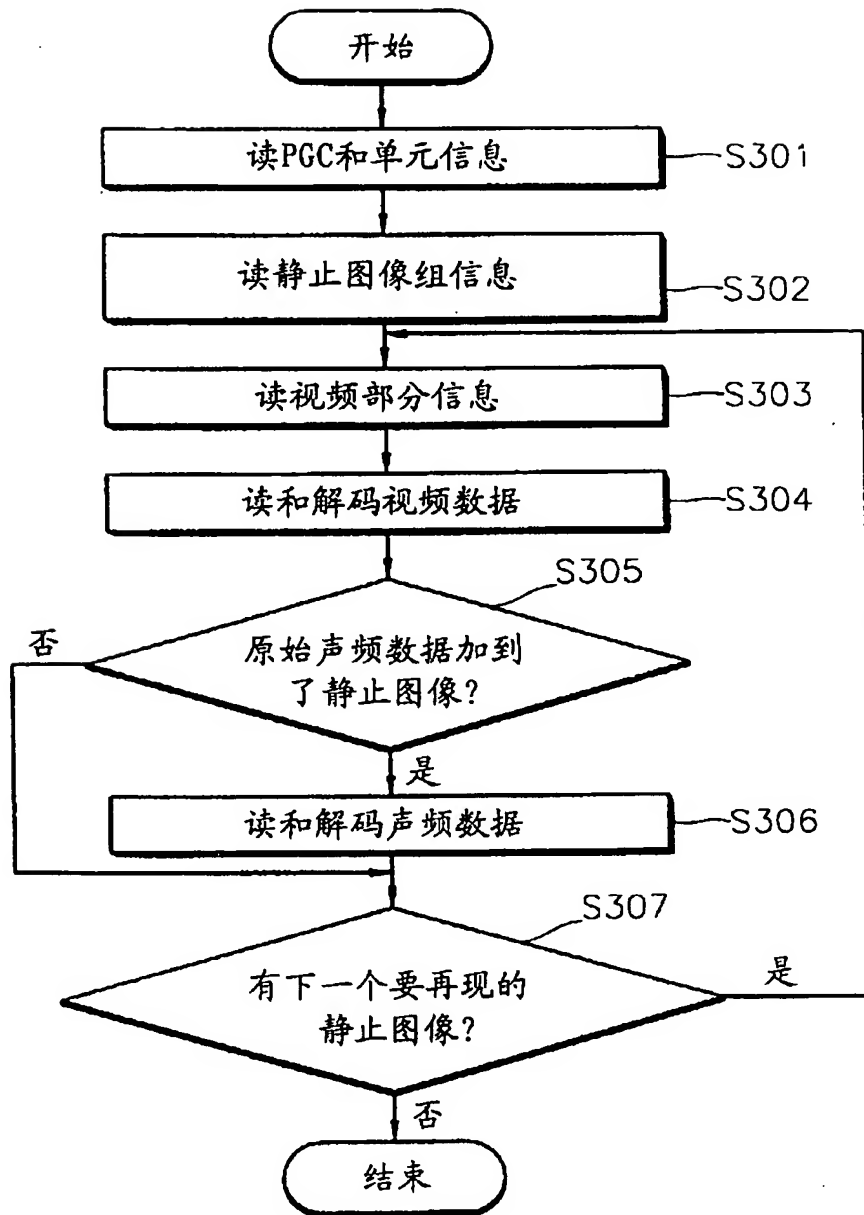 开始
读PGC和单元信息
S301
读静止图像组信息
S302
读视频部分信息
S303
读和解码视频数据
S304
S305
否
原始声频数据加到
了静止图像?
是
读和解码声频数据
S306
S307
有下一个要再现的
静止图像?
是
否
结束